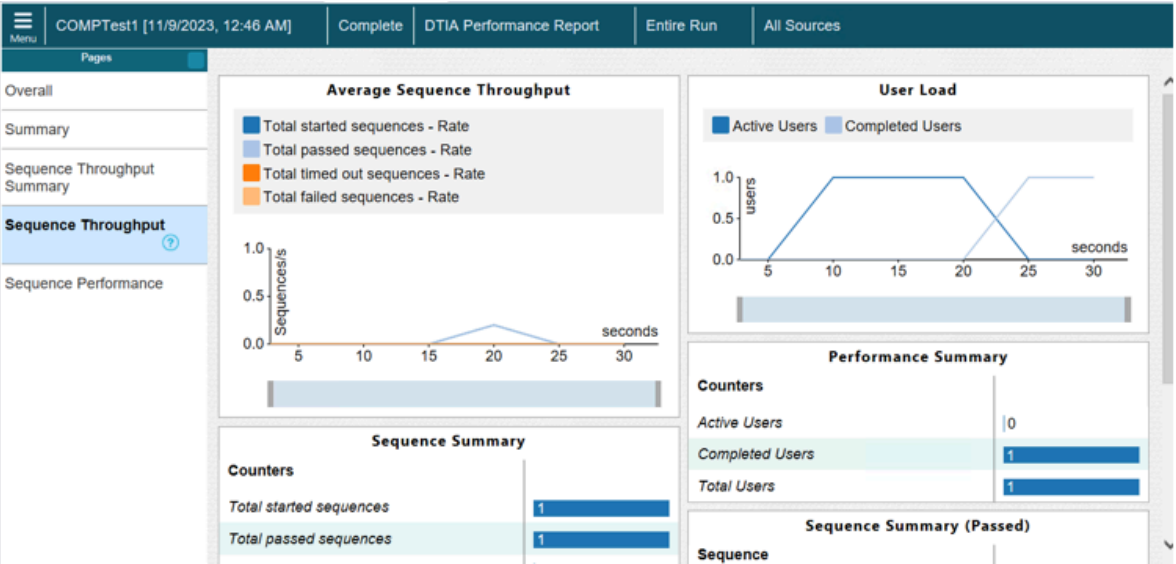 Menu
COMPTest1 [11/9/2023, 12:46 AM]
Complete
DTIA Performance Report
Entire Run
All Sources
Pages
Overall
Summary
Sequence Throughput
Summary
Sequence Throughput
?
Sequence Performance
Average Sequence Throughput
Total started sequences - Rate
Total passed sequences - Rate
Total timed out sequences - Rate
Total failed sequences - Rate
Sequences/s
1.0
0.5
0.0
seconds
5 10 15 20 25 30
Sequence Summary
Counters
Total started sequences 1
Total passed sequences 1
User Load
Active Users Completed Users
users
1.0
0.5
0.0
seconds
5 10 15 20 25 30
Performance Summary
Counters
Active Users 0
Completed Users 1
Total Users 1
Sequence Summary (Passed)
Sequence